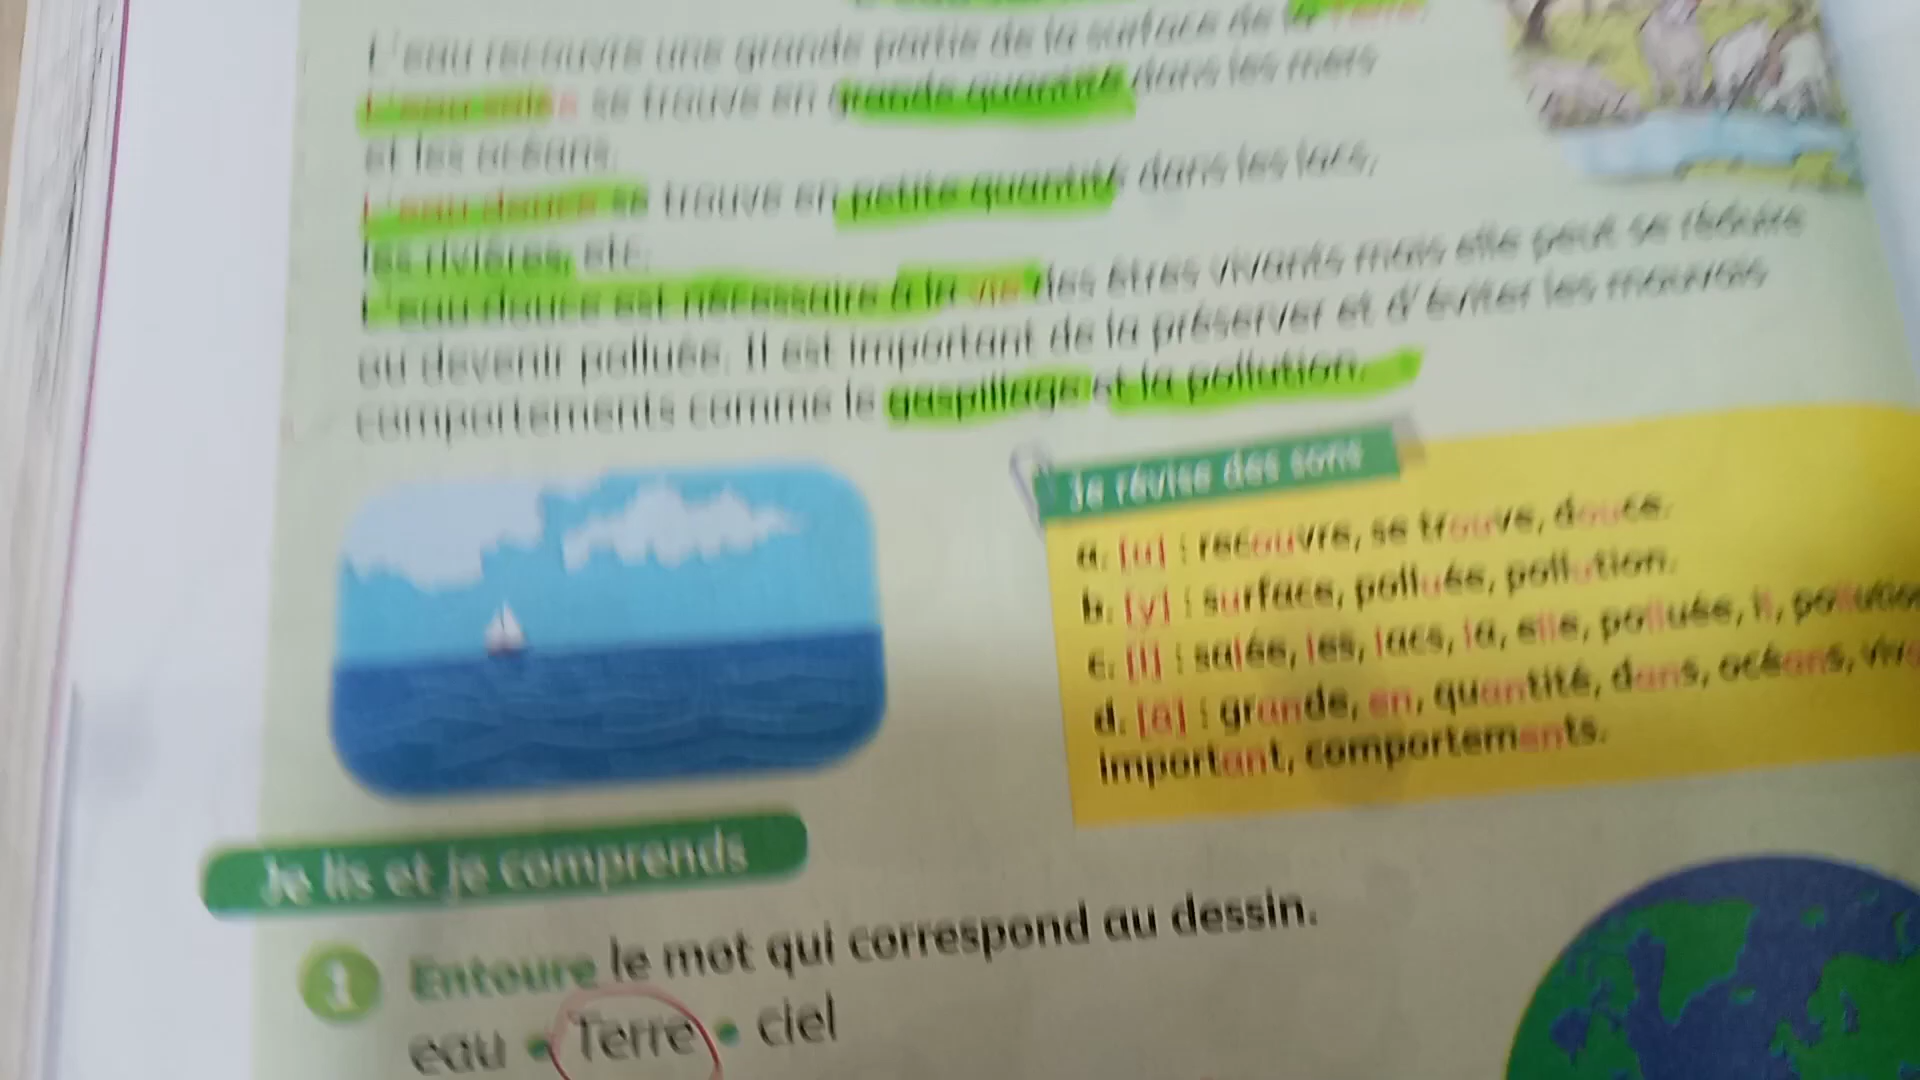 L'eau recouvre une grande partie de la surface de la Terre.
L'eau salée se trouve en grande quantité dans les mers
et les océans.
L'eau douce se trouve en petite quantité dans les lacs,
les rivières, etc.
L'eau douce est nécessaire à la vie des êtres vivants mais elle peut se réduire
ou devenir polluée. Il est important de la préserver et d'éviter les mauvais
comportements comme le gaspillage et la pollution.
Je révise des sons
a. [u] : recouvre, se trouve, douce.
b. [y] : surface, polluée, pollution.
c. [l] : salée, les, lacs, la, elle, polluée, il, pollution
d. [ã] : grande, en, quantité, dans, océans,
important, comportements.
Je lis et je comprends
1 Entoure le mot qui correspond au dessin.
eau • Terre • ciel